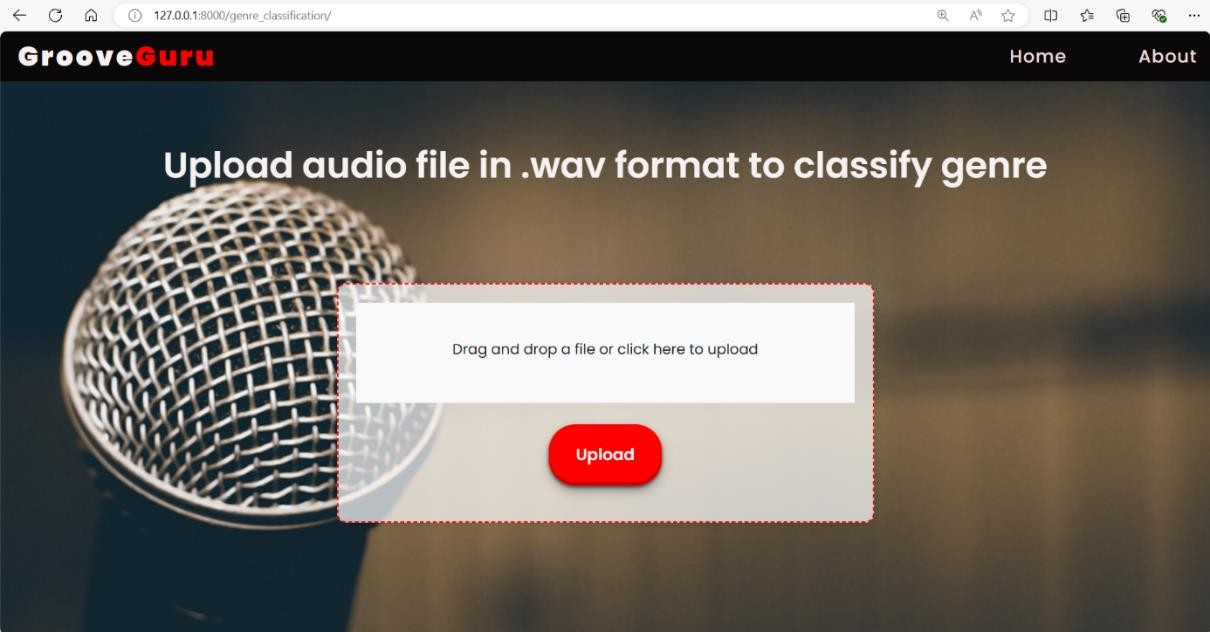 127.0.0.1:8000/genre_classification/
GrooveGuru
Home
About
Upload audio file in .wav format to classify genre
Drag and drop a file or click here to upload
Upload